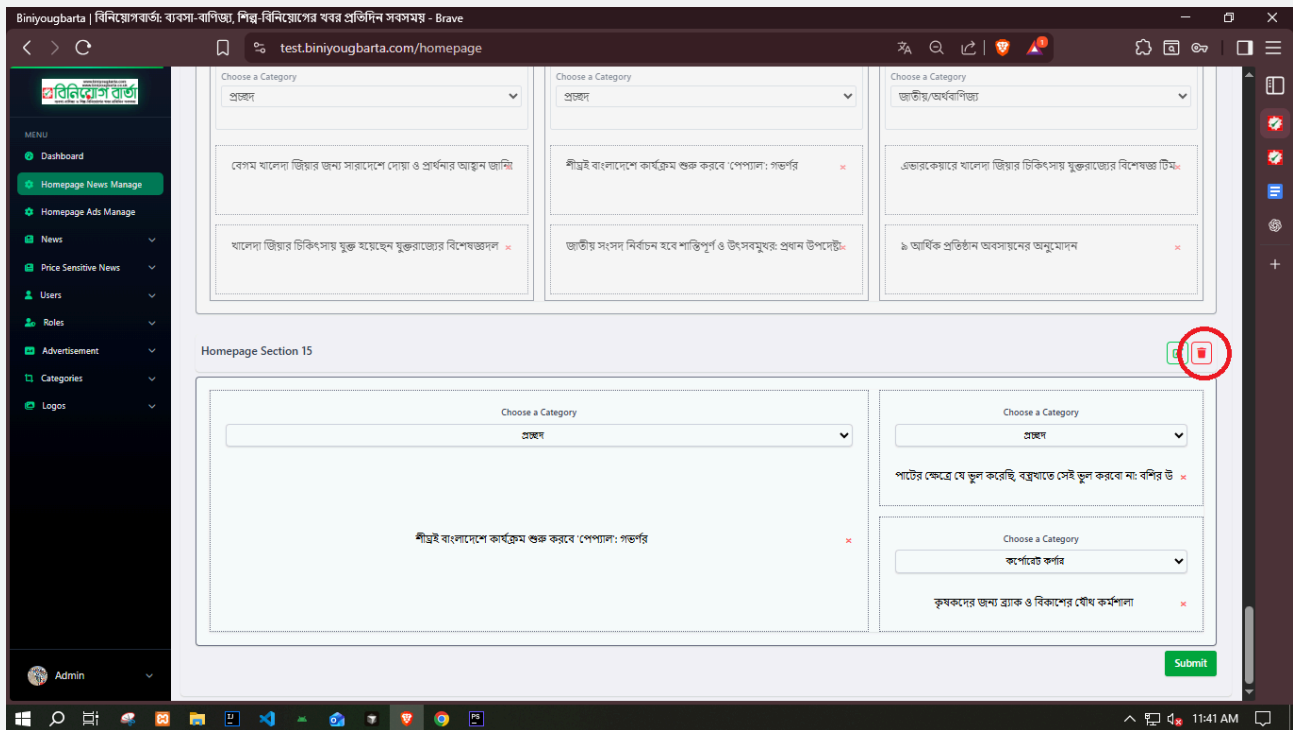 Biniyougbarta | বিনিয়োগবার্তা: ব্যবসা-বাণিজ্য, শিল্প-বিনিয়োগের খবর প্রতিদিন সবসময় - Brave
test.biniyougbarta.com/homepage
বিনিয়োগ বার্তা
MENU
Dashboard
Homepage News Manage
Homepage Ads Manage
News
Price Sensitive News
Users
Roles
Advertisement
Categories
Logos
Admin
Choose a Category
প্রচ্ছদ
Choose a Category
প্রচ্ছদ
Choose a Category
জাতীয়/অর্থবাণিজ্য
বেগম খালেদা জিয়ার জন্য সারাদেশে দোয়া ও প্রার্থনার আহ্বান জানি
শীঘ্রই বাংলাদেশে কার্যক্রম শুরু করবে 'পেপ্যাল': গভর্ণর
এভারকেয়ারে খালেদা জিয়ার চিকিৎসায় যুক্তরাজ্যের বিশেষজ্ঞ টিম
খালেদা জিয়ার চিকিৎসায় যুক্ত হয়েছেন যুক্তরাজ্যের বিশেষজ্ঞদল
জাতীয় সংসদ নির্বাচন হবে শান্তিপূর্ণ ও উৎসবমুখর: প্রধান উপদেষ্টা
৯ আর্থিক প্রতিষ্ঠান অবসায়নের অনুমোদন
Homepage Section 15
Choose a Category
প্রচ্ছদ
শীঘ্রই বাংলাদেশে কার্যক্রম শুরু করবে 'পেপ্যাল': গভর্ণর
Choose a Category
প্রচ্ছদ
পাটের ক্ষেত্রে যে ভুল করেছি, বস্ত্রখাতে সেই ভুল করবো না: বশির উ
Choose a Category
কর্পোরেট কর্ণার
কৃষকদের জন্য ব্র্যাক ও বিকাশের যৌথ কর্মশালা
Submit
11:41 AM